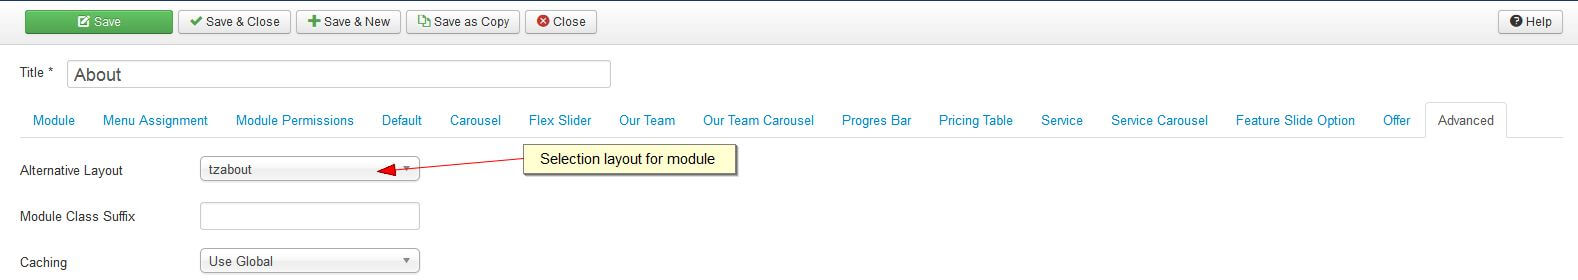 Save Save & Close Save & New Save as Copy Close Help
Title * About
Module Menu Assignment Module Permissions Default Carousel Flex Slider Our Team Our Team Carousel Progres Bar Pricing Table Service Service Carousel Feature Slide Option Offer Advanced
Alternative Layout tzabout Selection layout for module
Module Class Suffix
Caching Use Global